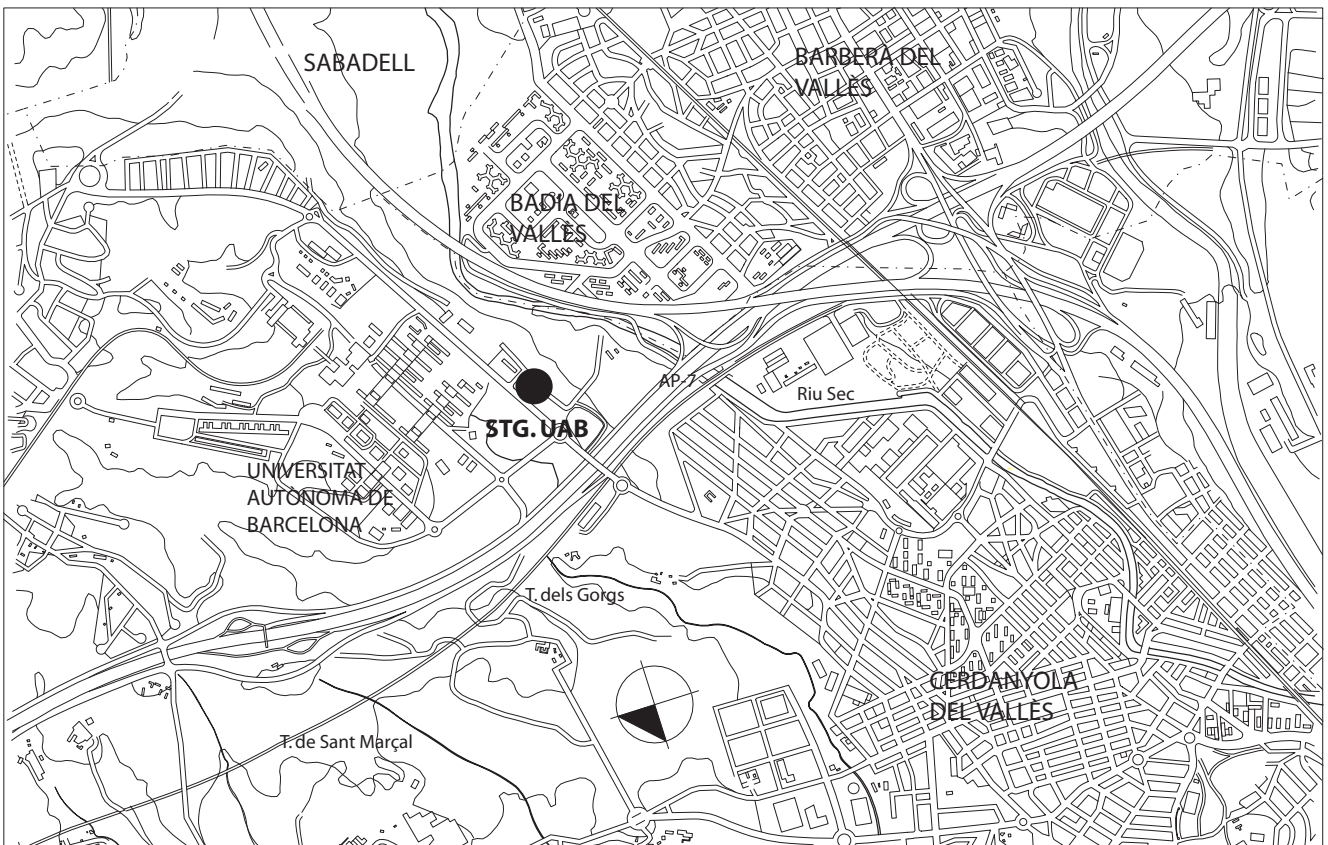 SABADELL
BARBERÀ DEL
VALLÈS
BADIA DEL
VALLÈS
AP-7
Riu Sec
STG. UAB
UNIVERSITAT
AUTÒNOMA DE
BARCELONA
T. dels Gorgs
CERDANYOLA
DEL VALLÈS
T. de Sant Marçal